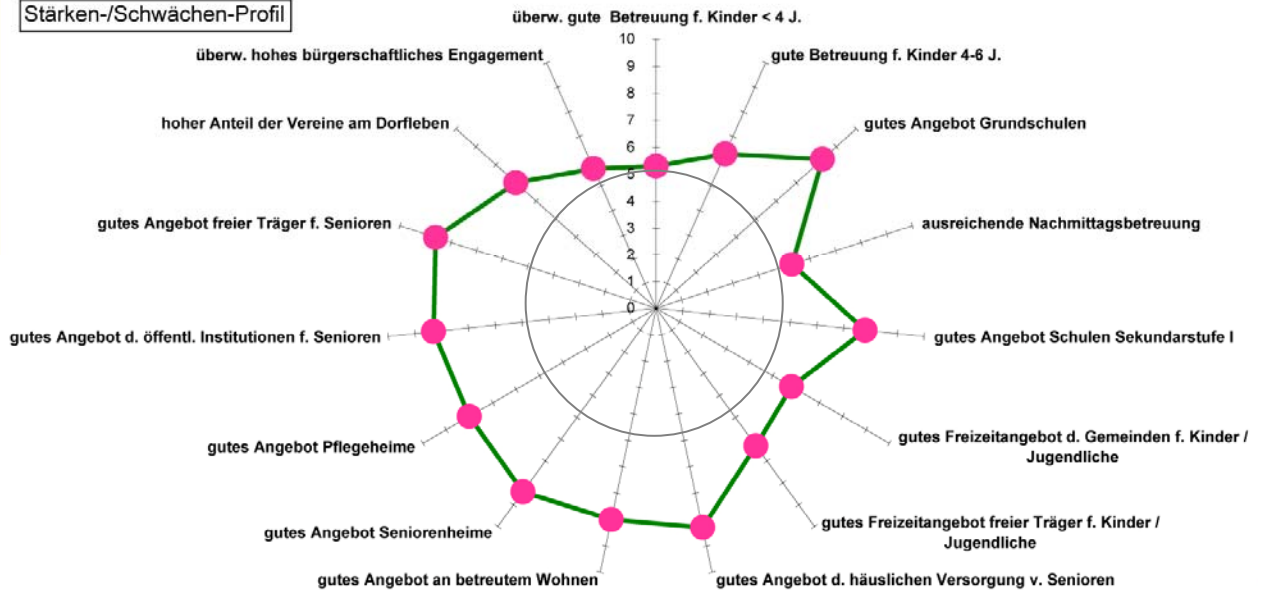 Stärken-/Schwächen-Profil
überw. gute Betreuung f. Kinder < 4 J.
10
9
8
7
6
5
4
3
2
1
0
gute Betreuung f. Kinder 4-6 J.
gutes Angebot Grundschulen
ausreichende Nachmittagsbetreuung
gutes Angebot Schulen Sekundarstufe I
gutes Freizeitangebot d. Gemeinden f. Kinder /
Jugendliche
gutes Freizeitangebot freier Träger f. Kinder /
Jugendliche
gutes Angebot d. häuslichen Versorgung v. Senioren
gutes Angebot an betreutem Wohnen
gutes Angebot Seniorenheime
gutes Angebot Pflegeheime
gutes Angebot d. öffentl. Institutionen f. Senioren
gutes Angebot freier Träger f. Senioren
hoher Anteil der Vereine am Dorfleben
überw. hohes bürgerschaftliches Engagement